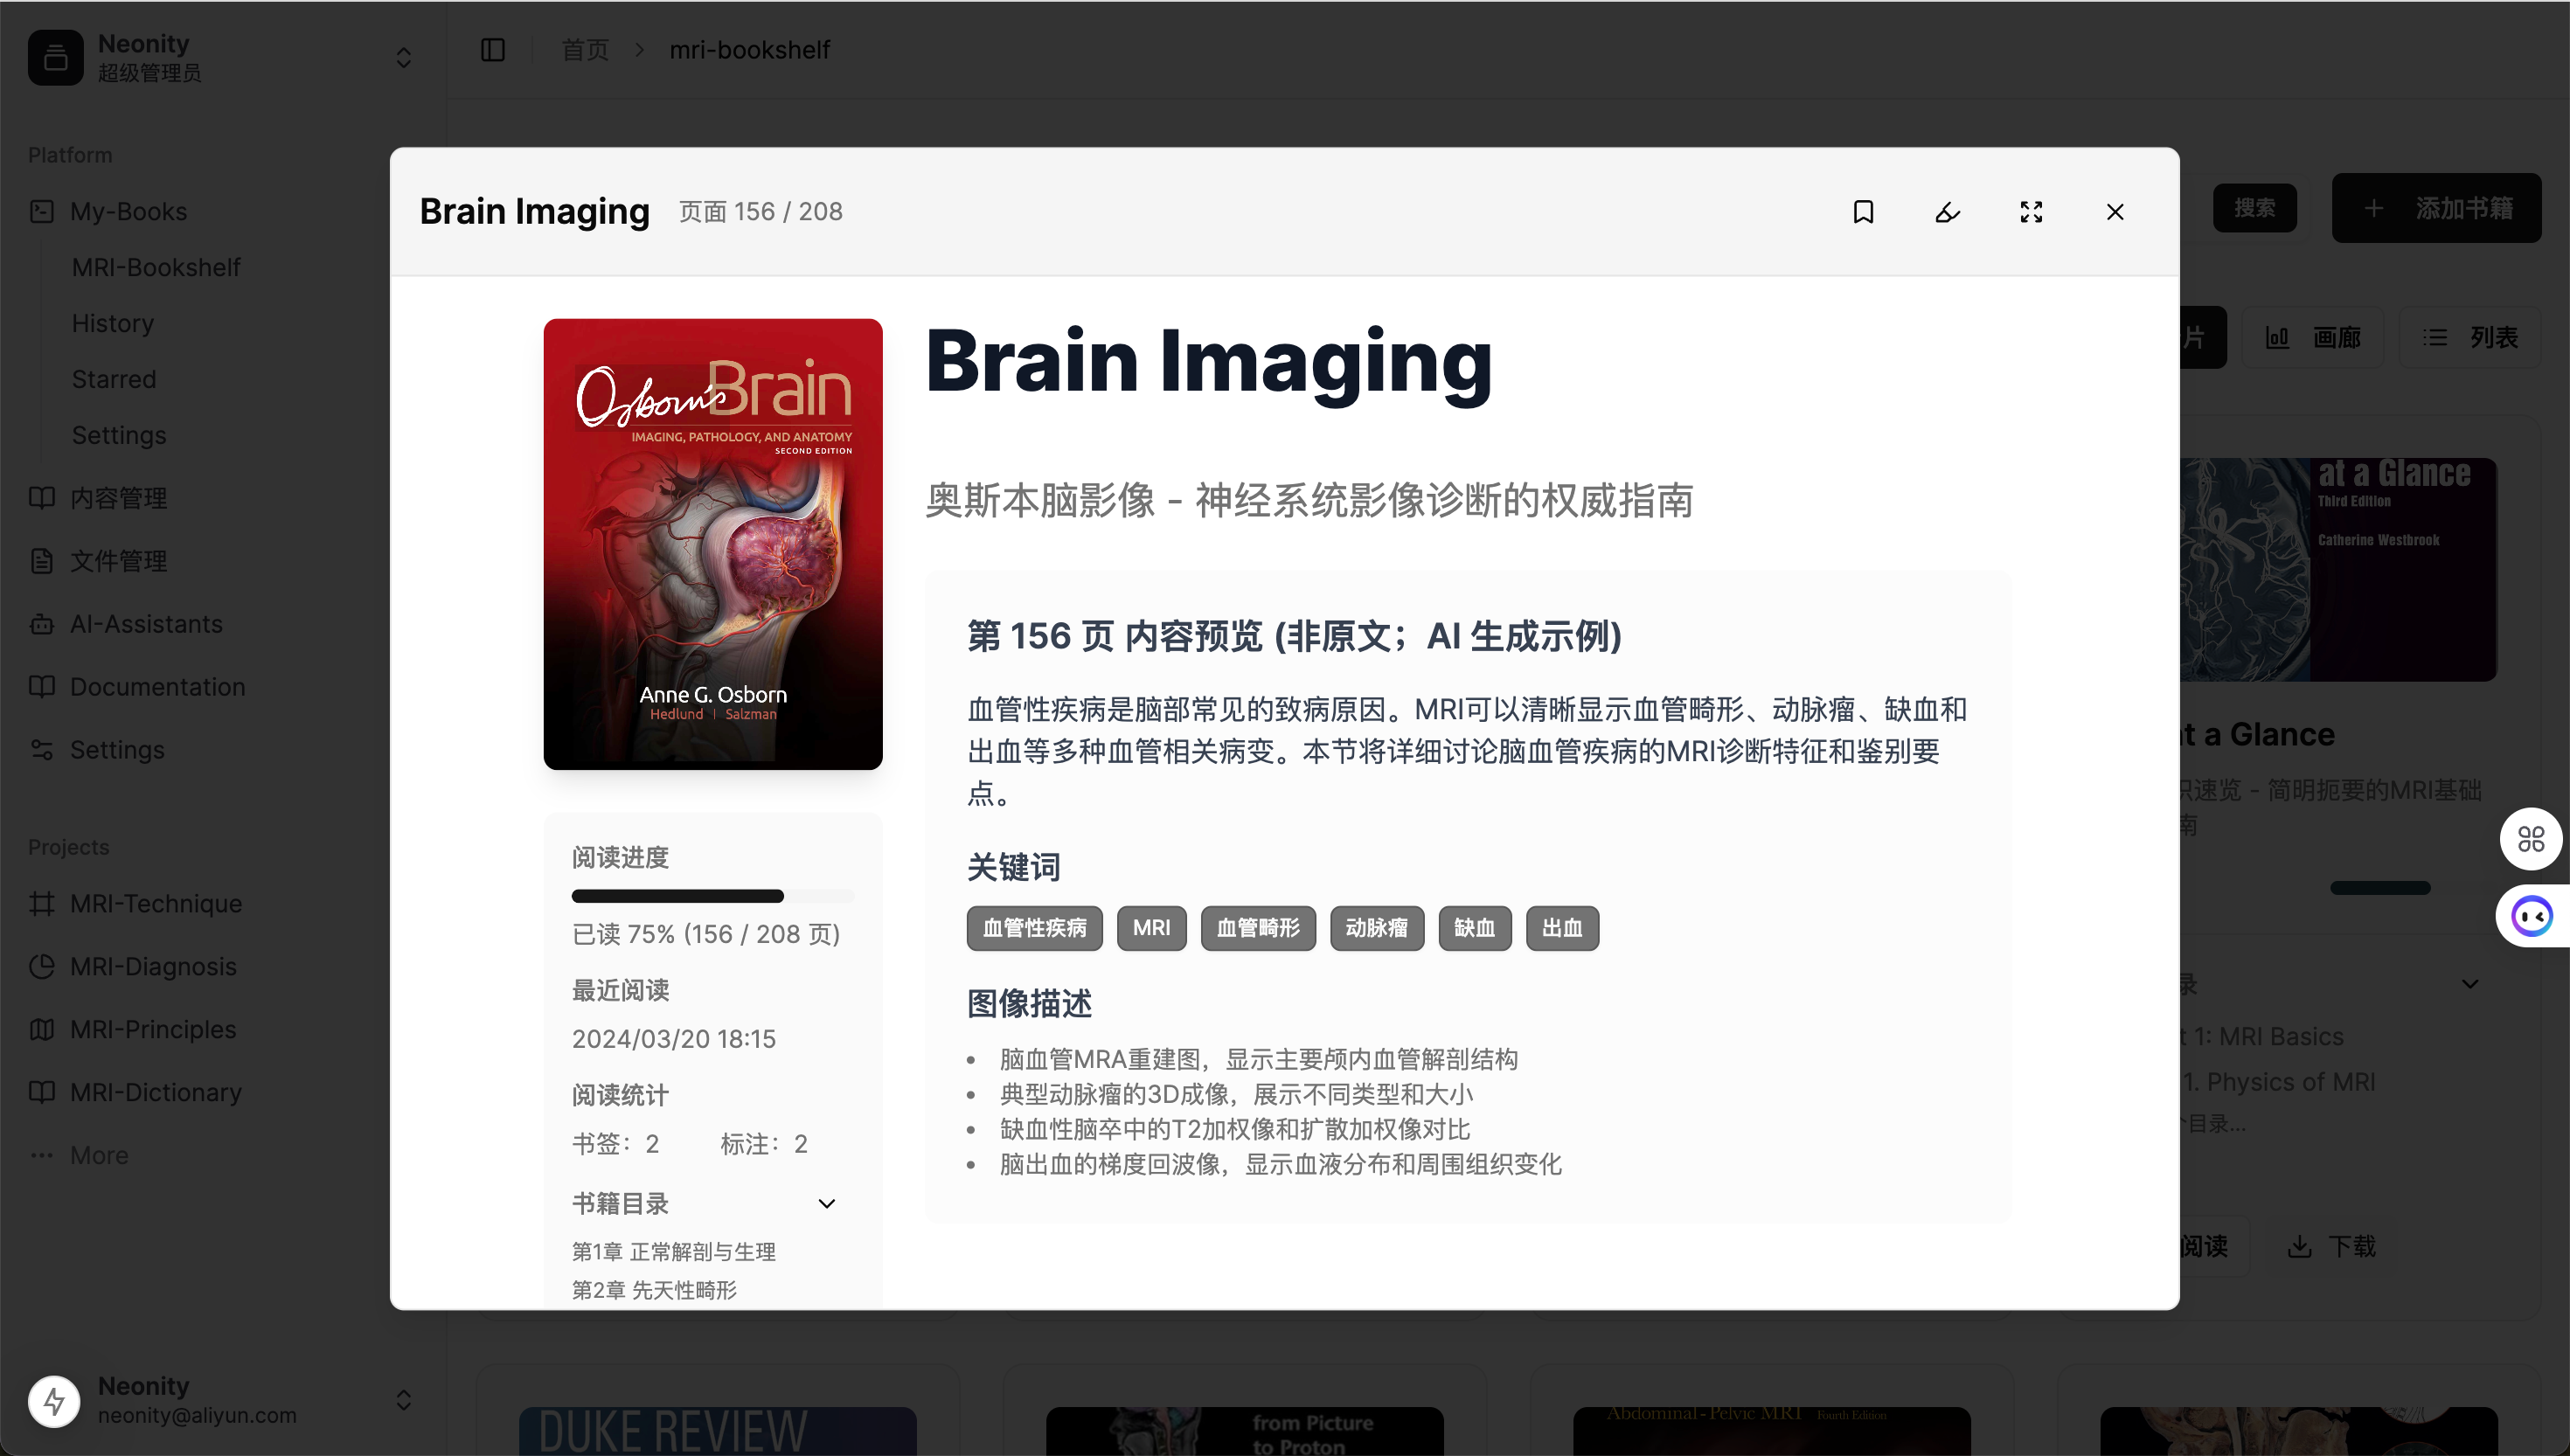 Neonity
超级管理员
首页
mri-bookshelf
Platform
My-Books
MRI-Bookshelf
History
Starred
Settings
内容管理
文件管理
AI-Assistants
Documentation
Settings
Projects
MRI-Technique
MRI-Diagnosis
MRI-Principles
MRI-Dictionary
More
Neonity
neonity@aliyun.com
搜索
添加书籍
片
画廊
列表
Brain Imaging
页面 156 / 208
Osborn's Brain
IMAGING, PATHOLOGY, AND ANATOMY
SECOND EDITION
Anne G. Osborn
Hedlund | Salzman
阅读进度
已读 75% (156 / 208 页)
最近阅读
2024/03/20 18:15
阅读统计
书签：2 标注：2
书籍目录
第1章 正常解剖与生理
第2章 先天性畸形
Brain Imaging
奥斯本脑影像 - 神经系统影像诊断的权威指南
第 156 页 内容预览 (非原文；AI 生成示例)
血管性疾病是脑部常见的致病原因。MRI可以清晰显示血管畸形、动脉瘤、缺血和
出血等多种血管相关病变。本节将详细讨论脑血管疾病的MRI诊断特征和鉴别要
点。
关键词
血管性疾病
MRI
血管畸形
动脉瘤
缺血
出血
图像描述
脑血管MRA重建图，显示主要颅内血管解剖结构
典型动脉瘤的3D成像，展示不同类型和大小
缺血性脑卒中的T2加权像和扩散加权像对比
脑出血的梯度回波像，显示血液分布和周围组织变化
at a Glance
Third Edition
Catherine Westbrook
at a Glance
速览 - 简明扼要的MRI基础
南
录
1: MRI Basics
1. Physics of MRI
目录...
阅读
下载
DUKE REVIEW
from Picture
to Proton
Abdominal-Pelvic MRI Fourth Edition